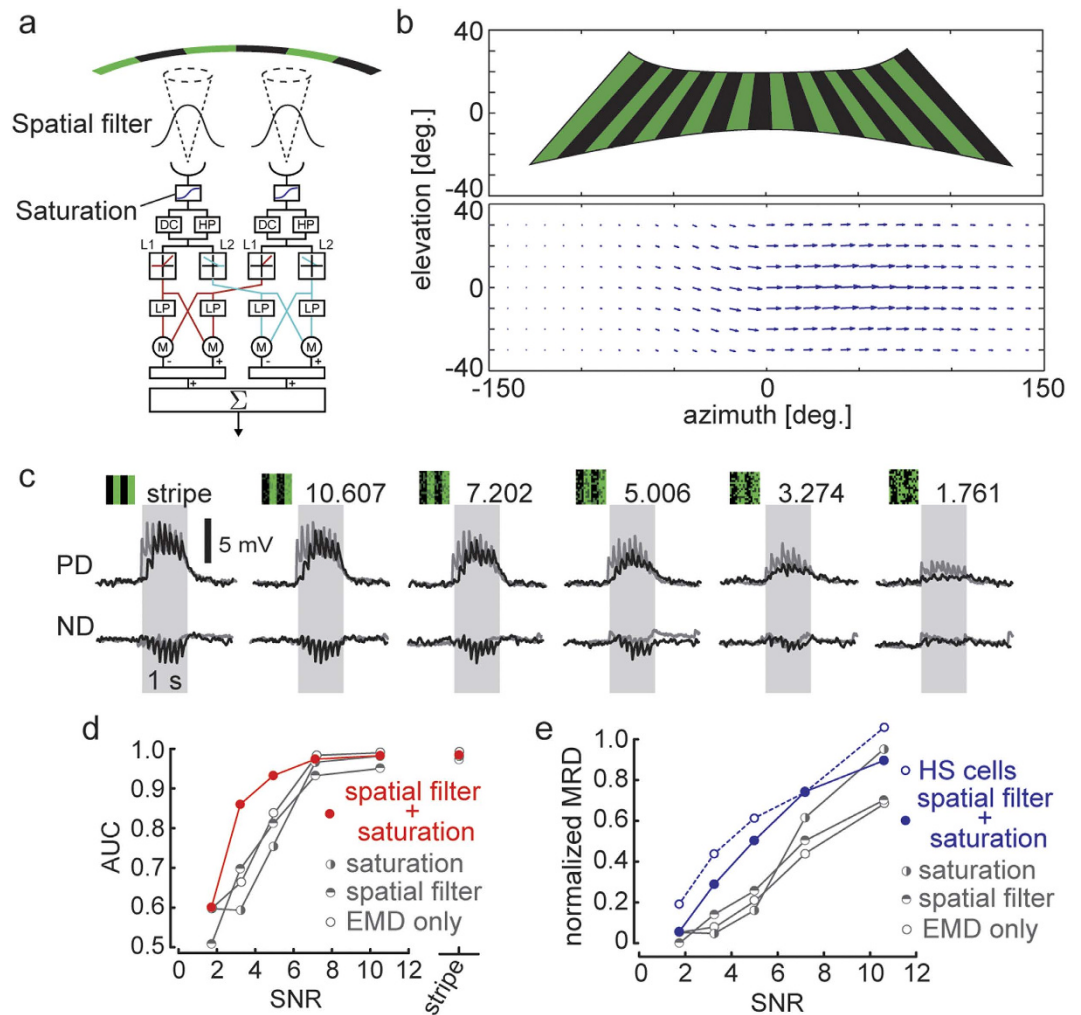 a
Spatial filter
Saturation
DC HP DC HP
L1 L2 L1 L2
LP LP LP LP
M M M M
- + - +
+ +
Σ
b
40
0
-40
40
0
-40
elevation [deg.]
-150 0 150
azimuth [deg.]
c
stripe 10.607 7.202 5.006 3.274 1.761
5 mV
PD
ND
1 s
d
AUC
1.0
0.9
0.8
0.7
0.6
0.5
0 2 4 6 8 10 12 stripe
SNR
spatial filter
+
saturation
saturation
spatial filter
EMD only
e
normalized MRD
1.0
0.8
0.6
0.4
0.2
0
0 2 4 6 8 10 12
SNR
HS cells
spatial filter
+
saturation
saturation
spatial filter
EMD only